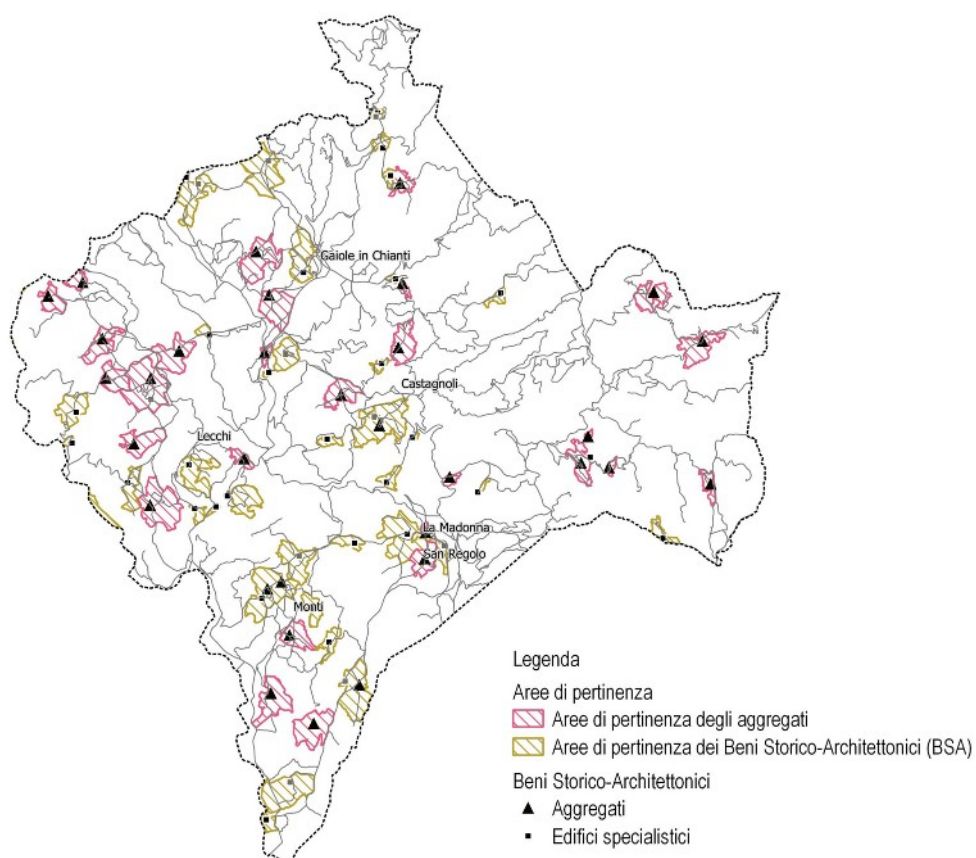 Gaiole in Chianti
Castagnoli
Lecchi
La Madonna
San Regolo
Monti
Legenda
Aree di pertinenza
Aree di pertinenza degli aggregati
Aree di pertinenza dei Beni Storico-Architettonici (BSA)
Beni Storico-Architettonici
Aggregati
Edifici specialistici